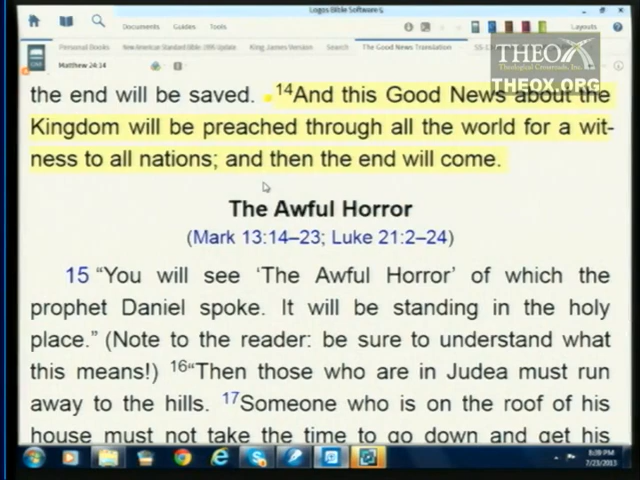 Logos Bible Software 5
Documents Guides Tools
Layouts
Personal Books New American Standard Bible: 1995 Update King James Version Search The Good News Translation
THEOX
Theological Crossroads, Inc.
THEOX.ORG
Matthew 24:14
the end will be saved. 14And this Good News about the
Kingdom will be preached through all the world for a wit-
ness to all nations; and then the end will come.
The Awful Horror
(Mark 13:14–23; Luke 21:2–24)
15 “You will see ‘The Awful Horror’ of which the
prophet Daniel spoke. It will be standing in the holy
place.” (Note to the reader: be sure to understand what
this means!) 16“Then those who are in Judea must run
away to the hills. 17Someone who is on the roof of his
house must not take the time to go down and get his
7/23/2013